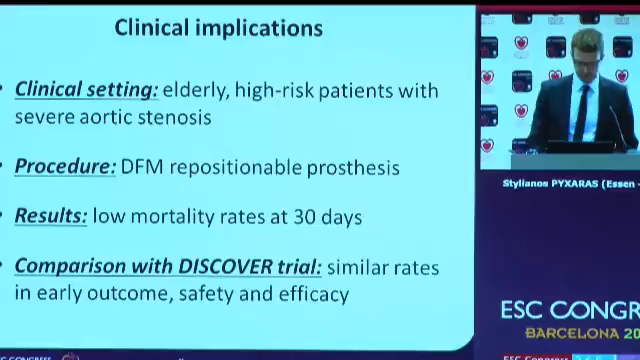 Clinical implications
• Clinical setting: elderly, high-risk patients with
severe aortic stenosis
• Procedure: DFM repositionable prosthesis
• Results: low mortality rates at 30 days
• Comparison with DISCOVER trial: similar rates
in early outcome, safety and efficacy
Stylianos PYXARAS (Essen -
ESC CONGR
BARCELONA 20
ESC CONGRESS
ESC Congress